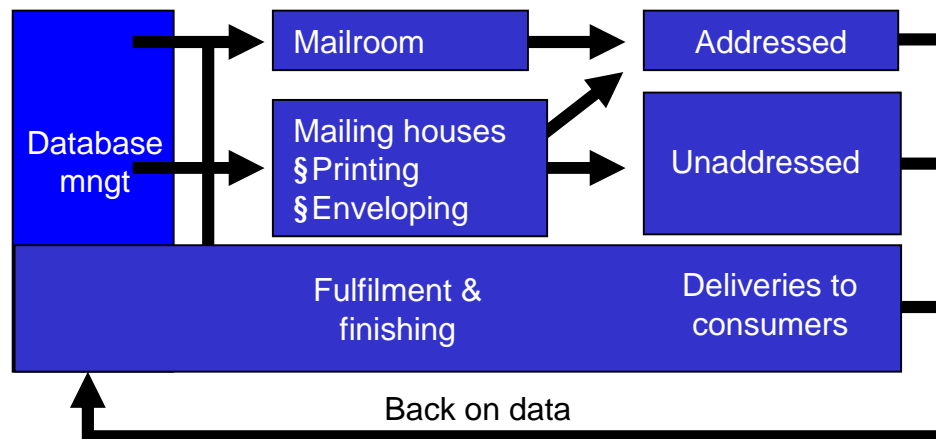 Database
mngt
Mailroom
Addressed
Mailing houses
§Printing
§Enveloping
Unaddressed
Fulfilment &
finishing
Deliveries to
consumers
Back on data